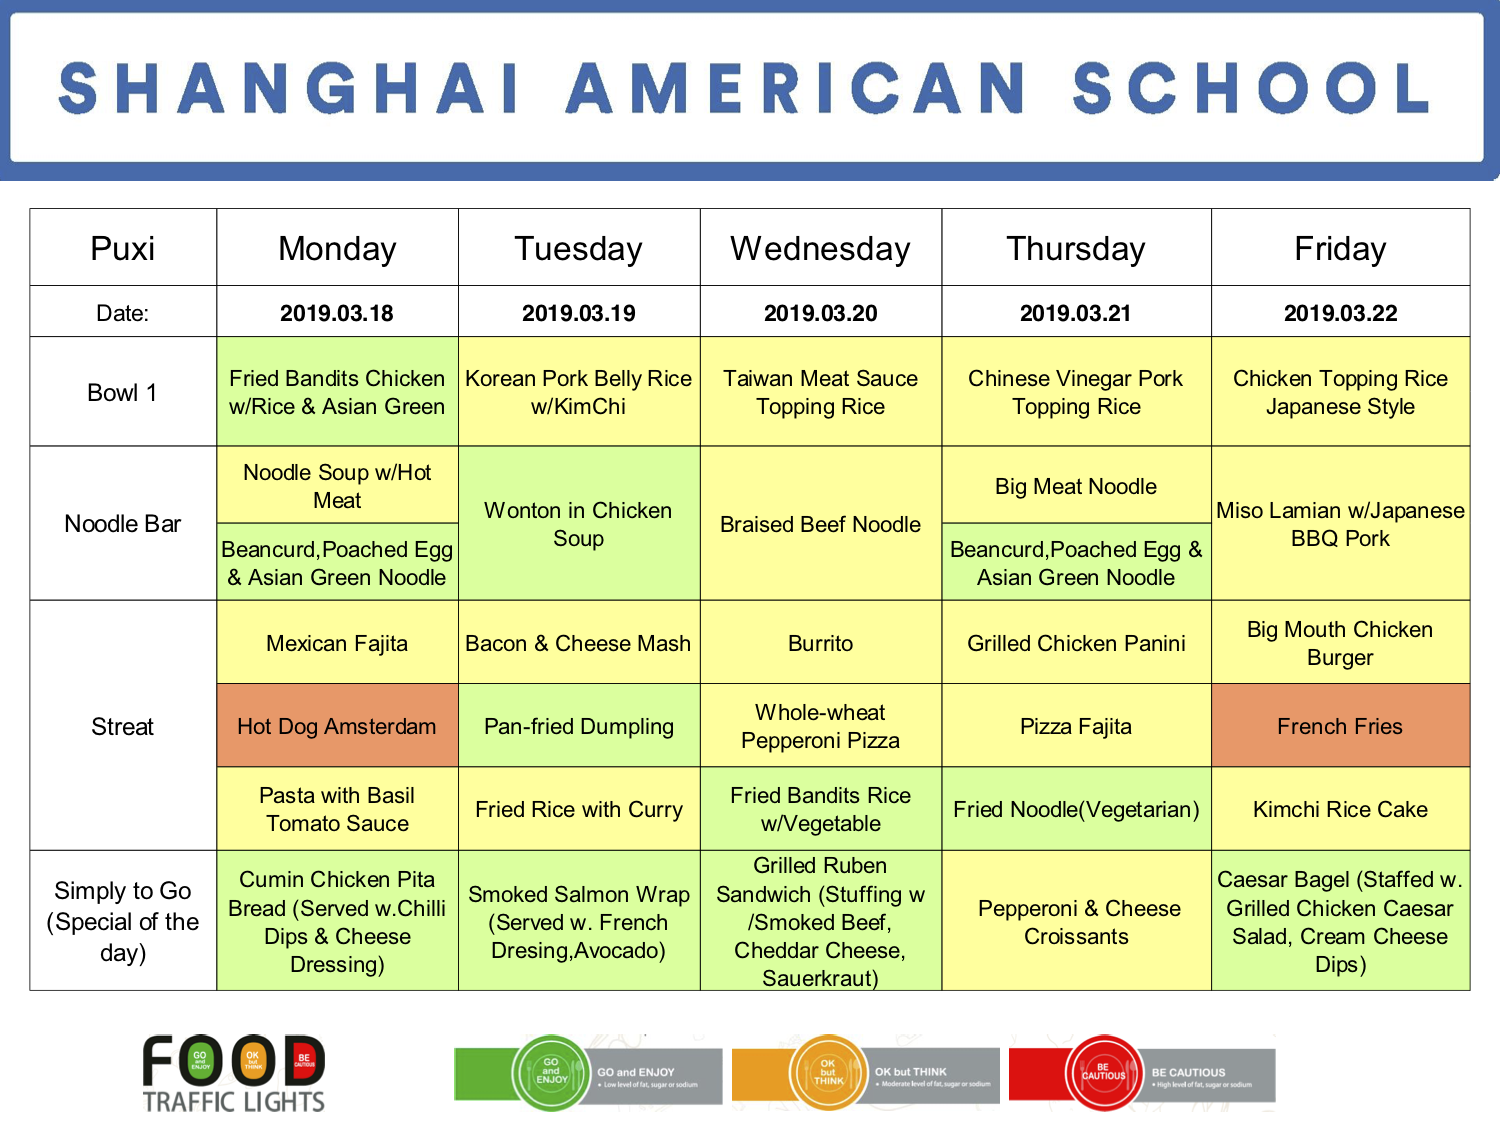 SHANGHAI AMERICAN SCHOOL
Puxi
Monday
Tuesday
Wednesday
Thursday
Friday
Date:
2019.03.18
2019.03.19
2019.03.20
2019.03.21
2019.03.22
Bowl 1
Fried Bandits Chicken
w/Rice & Asian Green
Korean Pork Belly Rice
w/KimChi
Taiwan Meat Sauce
Topping Rice
Chinese Vinegar Pork
Topping Rice
Chicken Topping Rice
Japanese Style
Noodle Bar
Noodle Soup w/Hot
Meat
Beancurd,Poached Egg
& Asian Green Noodle
Wonton in Chicken
Soup
Braised Beef Noodle
Big Meat Noodle
Beancurd,Poached Egg &
Asian Green Noodle
Miso Lamian w/Japanese
BBQ Pork
Streat
Mexican Fajita
Bacon & Cheese Mash
Burrito
Grilled Chicken Panini
Big Mouth Chicken
Burger
Hot Dog Amsterdam
Pan-fried Dumpling
Whole-wheat
Pepperoni Pizza
Pizza Fajita
French Fries
Pasta with Basil
Tomato Sauce
Fried Rice with Curry
Fried Bandits Rice
w/Vegetable
Fried Noodle(Vegetarian)
Kimchi Rice Cake
Simply to Go
(Special of the
day)
Cumin Chicken Pita
Bread (Served w.Chilli
Dips & Cheese
Dressing)
Smoked Salmon Wrap
(Served w. French
Dresing,Avocado)
Grilled Ruben
Sandwich (Stuffing w
/Smoked Beef,
Cheddar Cheese,
Sauerkraut)
Pepperoni & Cheese
Croissants
Caesar Bagel (Staffed w.
Grilled Chicken Caesar
Salad, Cream Cheese
Dips)
FOOD
GO
and
ENJOY
OK
but
THINK
BE
CAUTIOUS
TRAFFIC LIGHTS
GO
and
ENJOY
GO and ENJOY
• Low level of fat, sugar or sodium
OK
but
THINK
OK but THINK
• Moderate level of fat, sugar or sodium
BE
CAUTIOUS
BE CAUTIOUS
• High level of fat, sugar or sodium